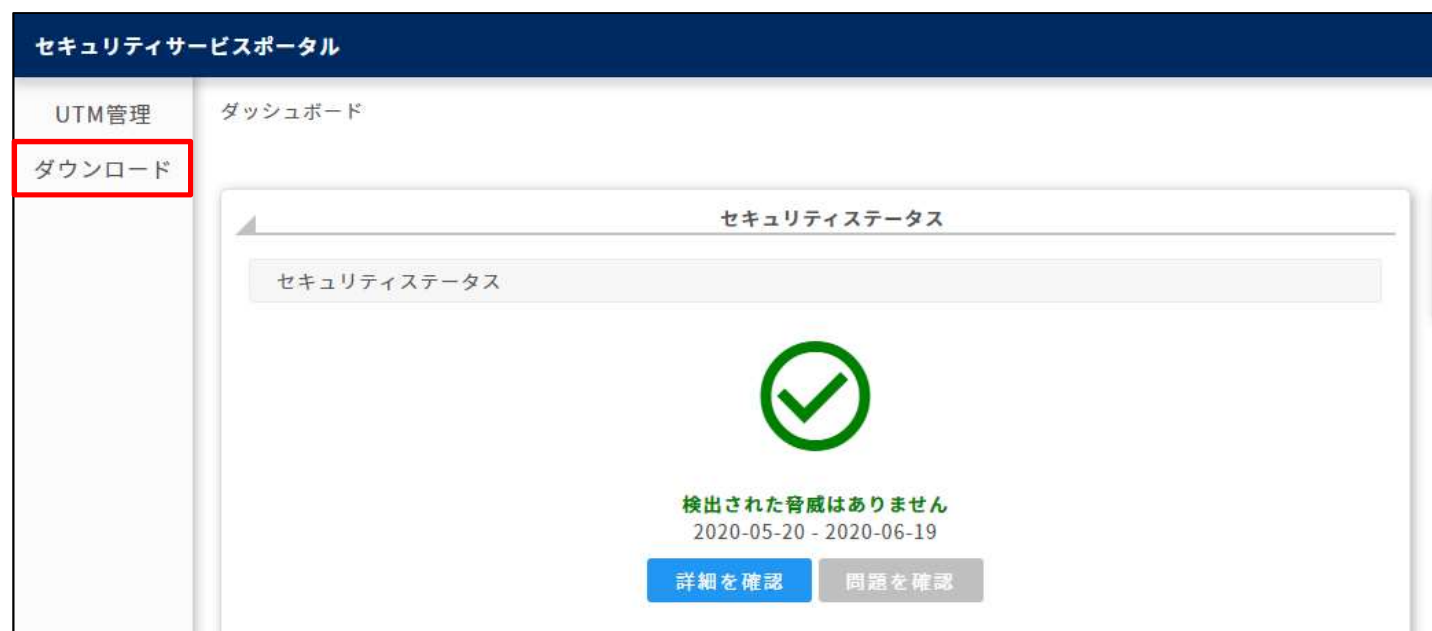 セキュリティサービスポータル
UTM管理
ダッシュボード
ダウンロード
セキュリティステータス
セキュリティステータス
検出された脅威はありません
2020-05-20 - 2020-06-19
詳細を確認
問題を確認